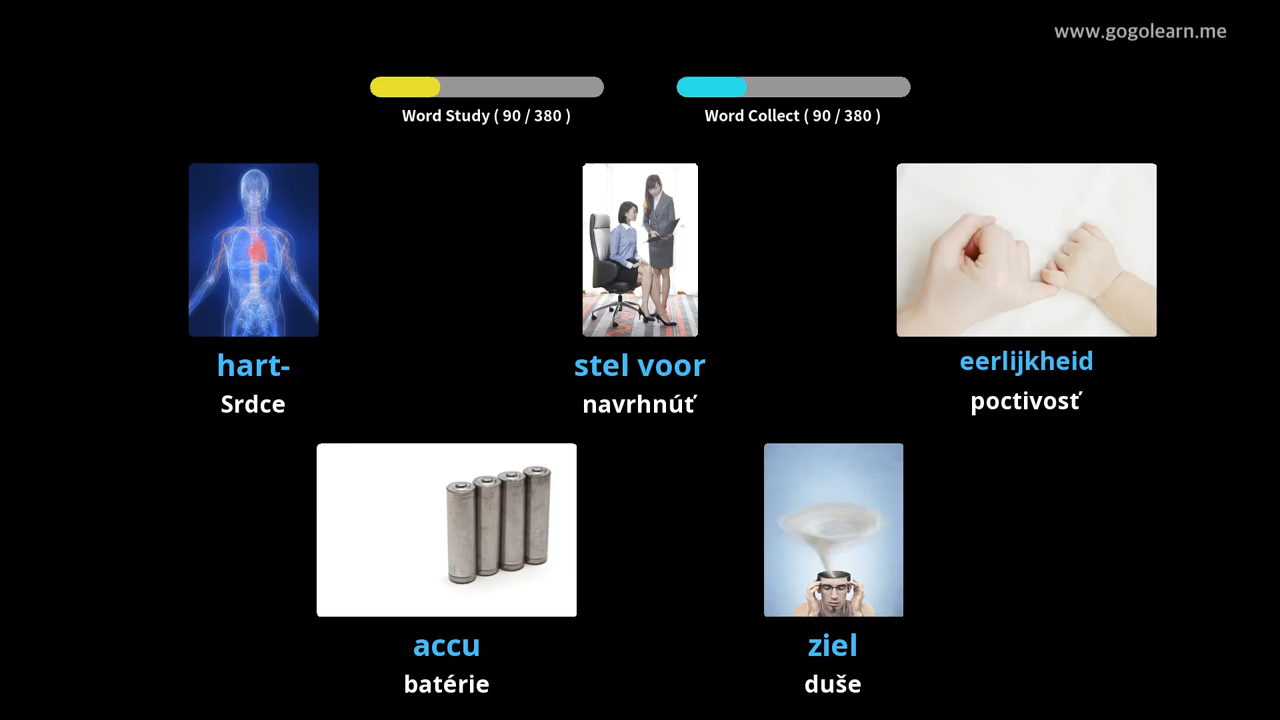 www.gogolearn.me
Word Study ( 90 / 380 )
Word Collect ( 90 / 380 )
hart-
Srdce
stel voor
navrhnúť
eerlijkheid
poctivosť
accu
batérie
ziel
duše